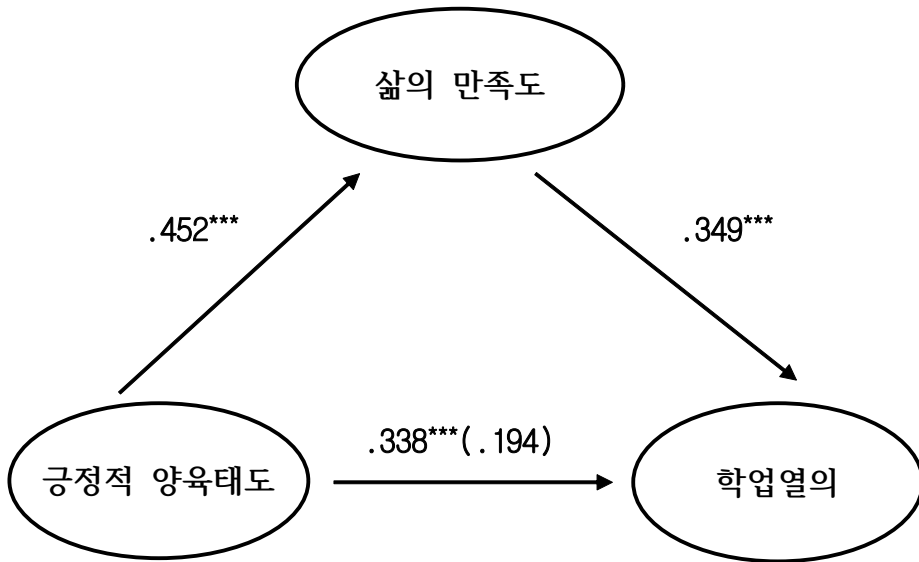 삶의 만족도
.452***
.349***
.338***(.194)
긍정적 양육태도
학업열의